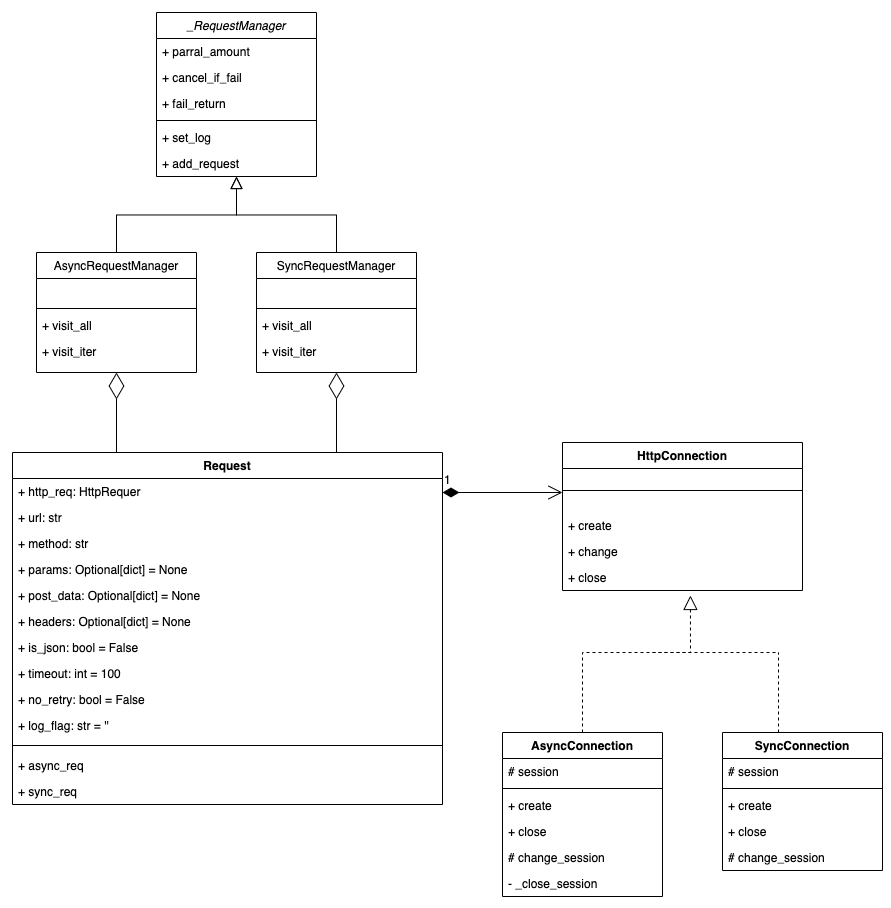 _RequestManager
+ parral_amount
+ cancel_if_fail
+ fail_return
+ set_log
+ add_request
AsyncRequestManager
+ visit_all
+ visit_iter
SyncRequestManager
+ visit_all
+ visit_iter
Request
+ http_req: HttpRequer
+ url: str
+ method: str
+ params: Optional[dict] = None
+ post_data: Optional[dict] = None
+ headers: Optional[dict] = None
+ is_json: bool = False
+ timeout: int = 100
+ no_retry: bool = False
+ log_flag: str = ''
+ async_req
+ sync_req
1
HttpConnection
+ create
+ change
+ close
AsyncConnection
# session
+ create
+ close
# change_session
- _close_session
SyncConnection
# session
+ create
+ close
# change_session